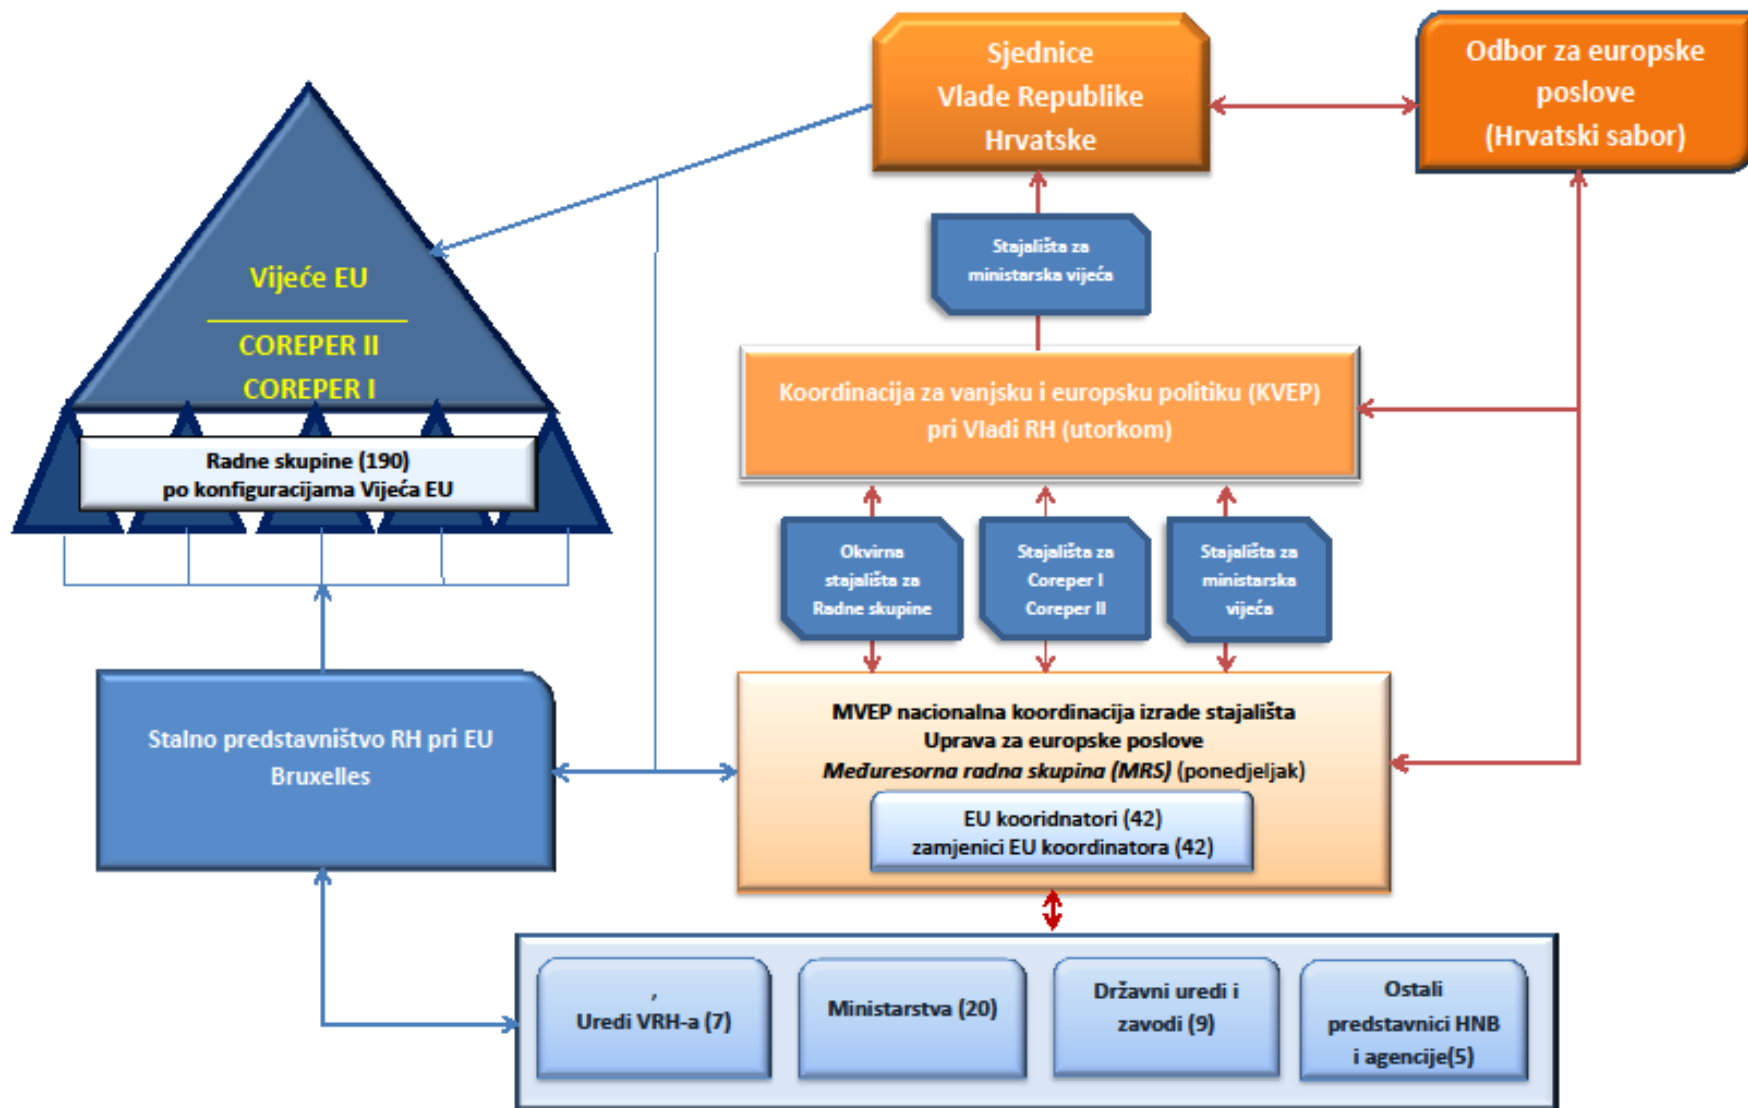 Sjednice
Vlade Republike
Hrvatske
Odbor za europske
poslove
(Hrvatski sabor)
Stajališta za
ministarska vijeća
Vijeće EU
COREPER II
COREPER I
Radne skupine (190)
po konfiguracijama Vijeća EU
Koordinacija za vanjsku i europsku politiku (KVEP)
pri Vladi RH (utorkom)
Okvirna
stajališta za
Radne skupine
Stajališta za
Coreper I
Coreper II
Stajališta za
ministarska
vijeća
Stalno predstavništvo RH pri EU
Bruxelles
MVEP nacionalna koordinacija izrade stajališta
Uprava za europske poslove
Međuresorna radna skupina (MRS) (ponedjeljak)
EU kooridnatori (42)
zamjenici EU koordinatora (42)
,
Uredi VRH-a (7)
Ministarstva (20)
Državni uredi i
zavodi (9)
Ostali
predstavnici HNB
i agencije(5)